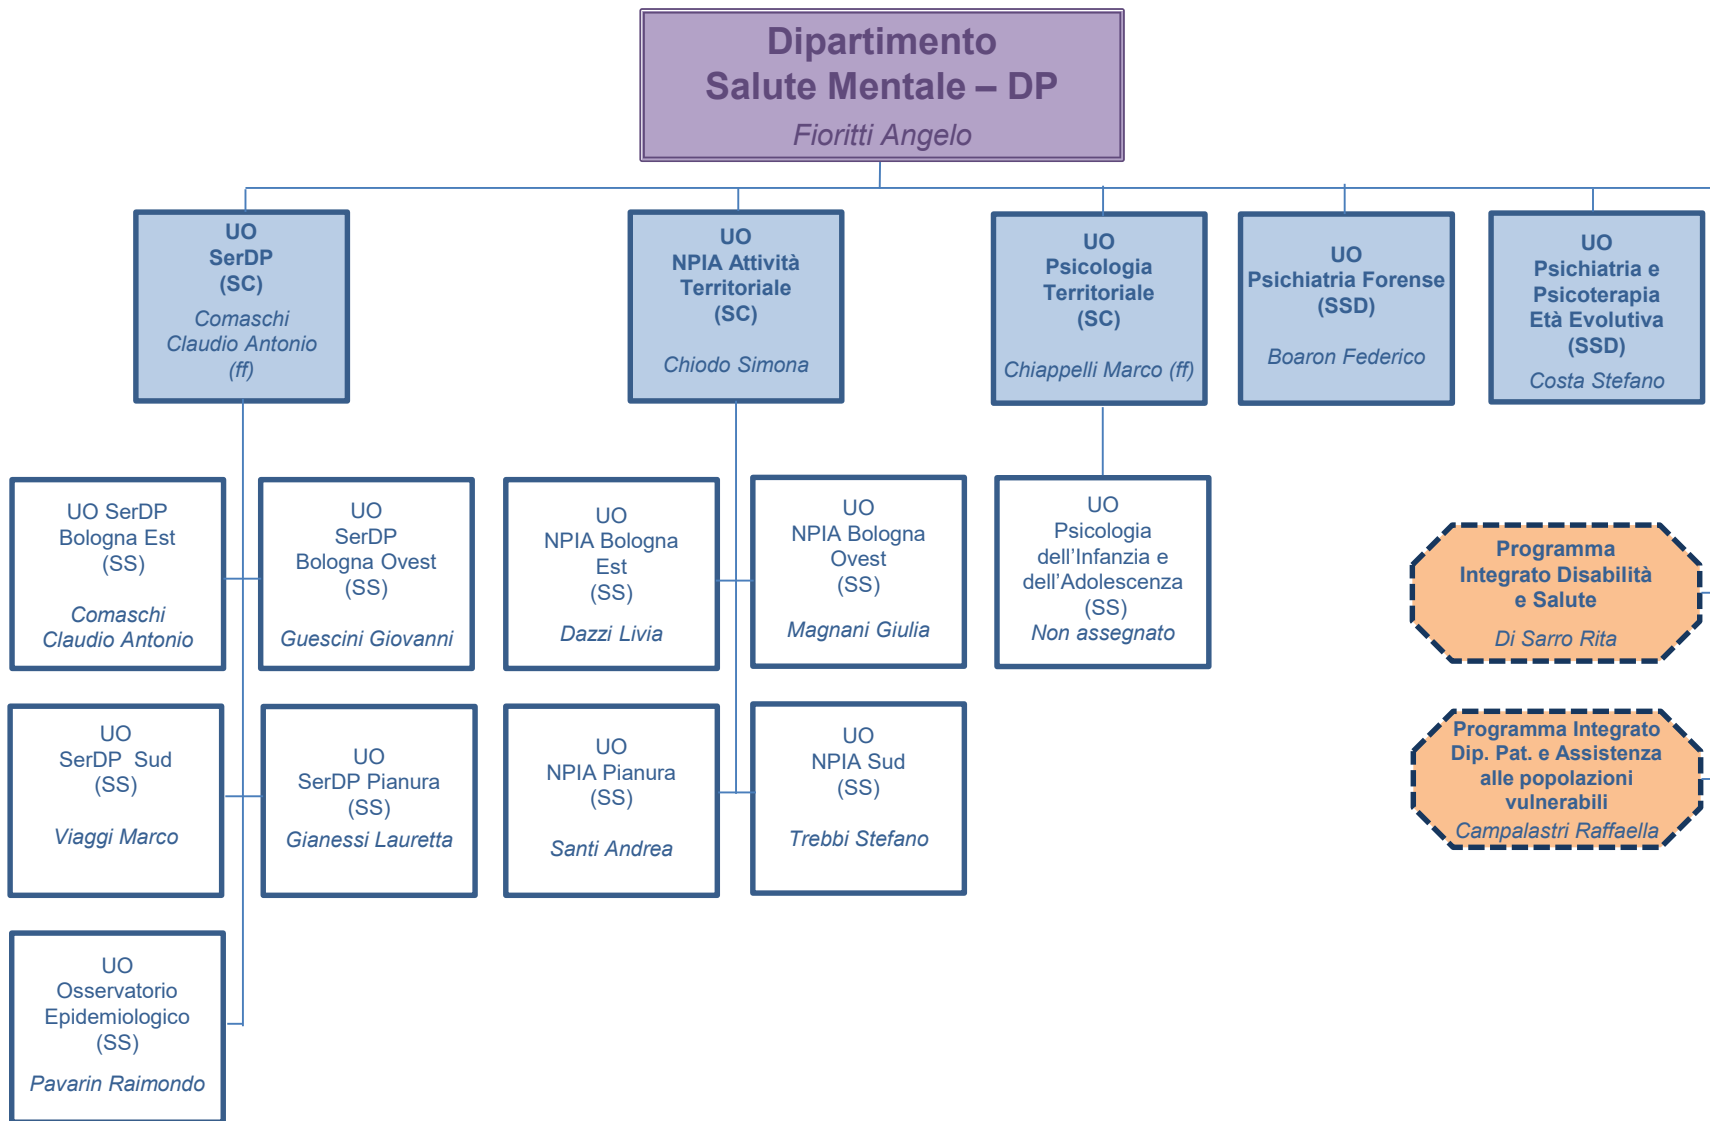 Dipartimento
Salute Mentale – DP
Fioritti Angelo
UO
SerDP
(SC)
Comaschi
Claudio Antonio
(ff)
UO
NPIA Attività
Territoriale
(SC)
Chiodo Simona
UO
Psicologia
Territoriale
(SC)
Chiappelli Marco (ff)
UO
Psichiatria Forense
(SSD)
Boaron Federico
UO
Psichiatria e
Psicoterapia
Età Evolutiva
(SSD)
Costa Stefano
UO SerDP
Bologna Est
(SS)
Comaschi
Claudio Antonio
UO
SerDP
Bologna Ovest
(SS)
Guescini Giovanni
UO
NPIA Bologna
Est
(SS)
Dazzi Livia
UO
NPIA Bologna
Ovest
(SS)
Magnani Giulia
UO
Psicologia
dell'Infanzia e
dell'Adolescenza
(SS)
Non assegnato
Programma
Integrato Disabilità
e Salute
Di Sarro Rita
UO
SerDP  Sud
(SS)
Viaggi Marco
UO
SerDP Pianura
(SS)
Gianessi Lauretta
UO
NPIA Pianura
(SS)
Santi Andrea
UO
NPIA Sud
(SS)
Trebbi Stefano
Programma Integrato
Dip. Pat. e Assistenza
alle popolazioni
vulnerabili
Campalastri Raffaella
UO
Osservatorio
Epidemiologico
(SS)
Pavarin Raimondo